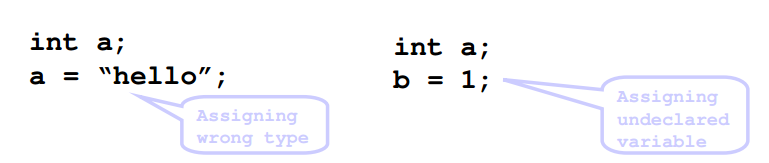 int a;
a = “hello”;
Assigning
wrong type
int a;
b = 1;
Assigning
undeclared
variable